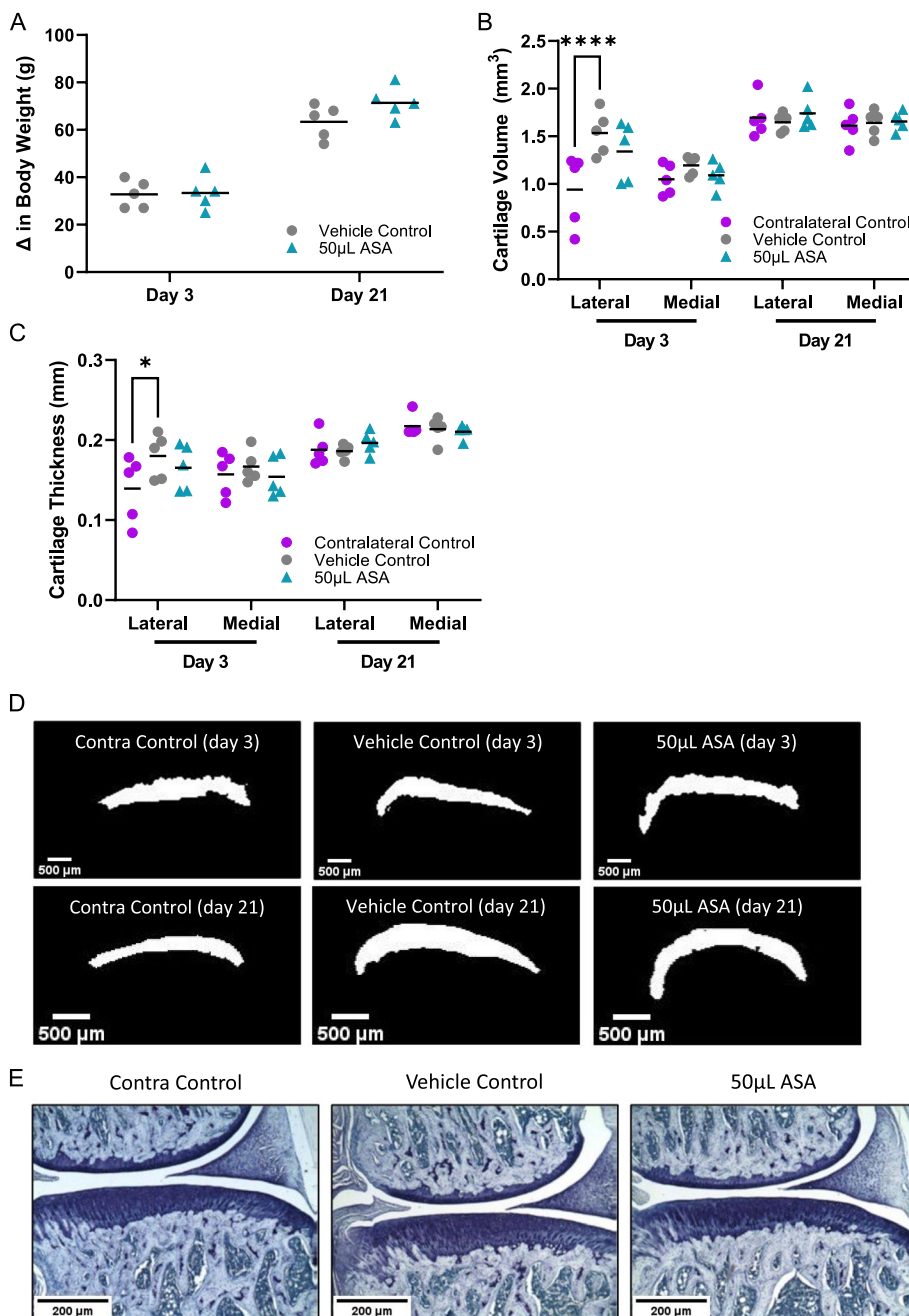 A
Δ in Body Weight (g)
100
80
60
40
20
0
Vehicle Control
50µL ASA
Day 3
Day 21
B
Cartilage Volume (mm³)
2.5
2.0
1.5
1.0
0.5
0.0
****
Contralateral Control
Vehicle Control
50µL ASA
Lateral Medial Lateral Medial
Day 3 Day 21
C
Cartilage Thickness (mm)
0.3
0.2
0.1
0.0
*
Contralateral Control
Vehicle Control
50µL ASA
Lateral Medial Lateral Medial
Day 3 Day 21
D
Contra Control (day 3) Vehicle Control (day 3) 50µL ASA (day 3)
500 µm 500 µm 500 µm
Contra Control (day 21) Vehicle Control (day 21) 50µL ASA (day 21)
500 µm 500 µm 500 µm
E
Contra Control Vehicle Control 50µL ASA
200 µm 200 µm 200 µm